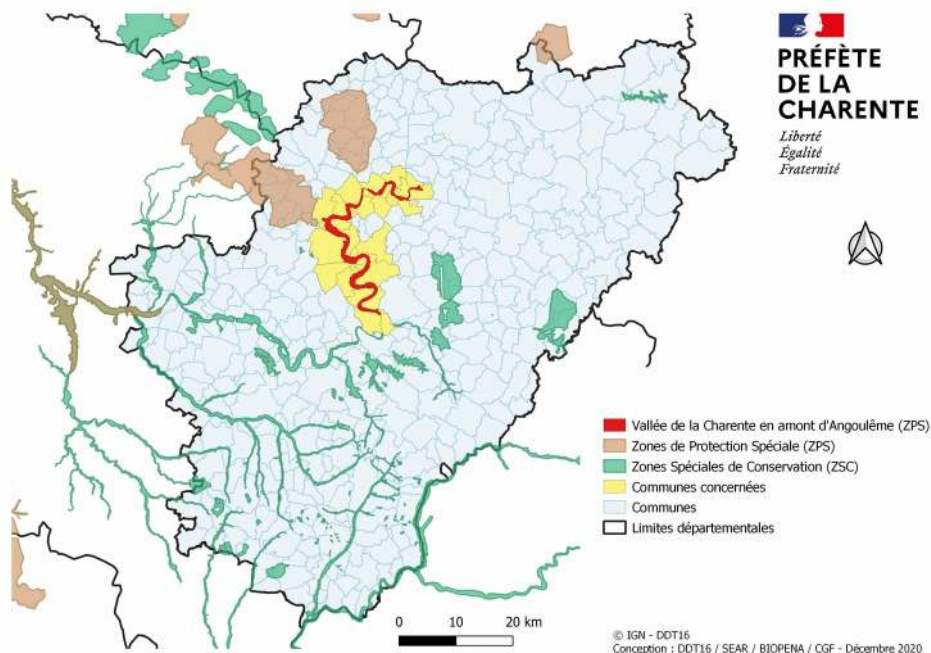 PRÉFÈTE
DE LA
CHARENTE
Liberté
Égalité
Fraternité
Vallée de la Charente en amont d'Angoulême (ZPS)
Zones de Protection Spéciale (ZPS)
Zones Spéciales de Conservation (ZSC)
Communes concernées
Communes
Limites départementales
0 10 20 km
© IGN - DDT16
Conception : DDT16 / SEAR / BIOPENA / CGF - Décembre 2020